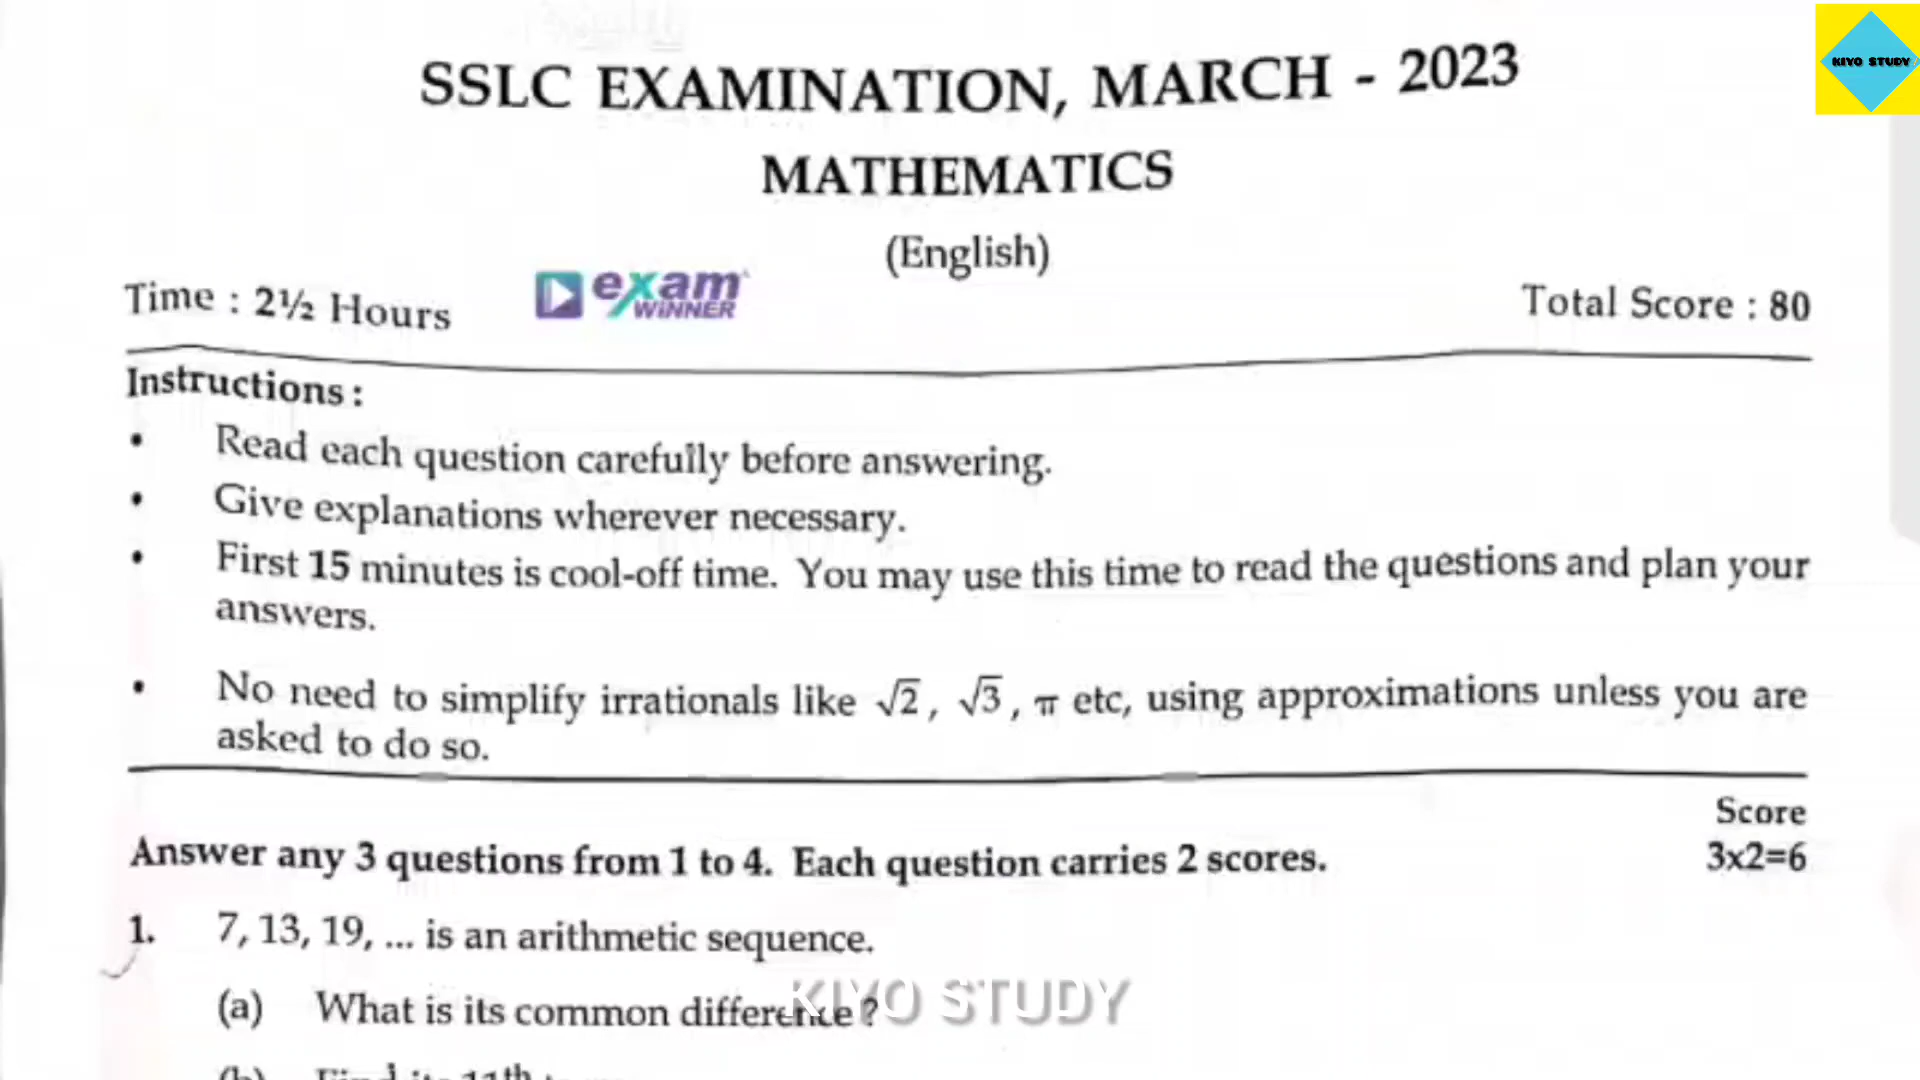 KIYO STUDY
SSLC EXAMINATION, MARCH - 2023
MATHEMATICS
(English)
Time : 2½ Hours
exam
WINNER
Total Score : 80
Instructions :
• Read each question carefully before answering.
• Give explanations wherever necessary.
• First 15 minutes is cool-off time. You may use this time to read the questions and plan your
answers.
• No need to simplify irrationals like √2, √3, π etc, using approximations unless you are
asked to do so.
Score
Answer any 3 questions from 1 to 4. Each question carries 2 scores. 3x2=6
1. 7, 13, 19, ... is an arithmetic sequence.
(a) What is its common difference ?
KIYO STUDY
(b) Find its 11th